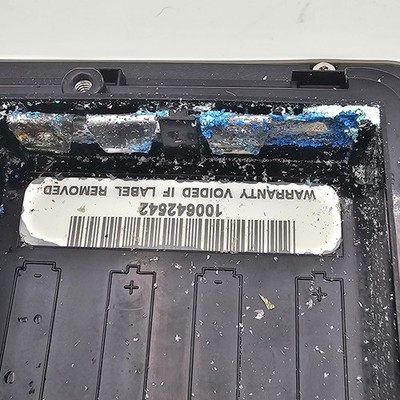 WARRANTY VOIDED IF LABEL REMOVED
100642542